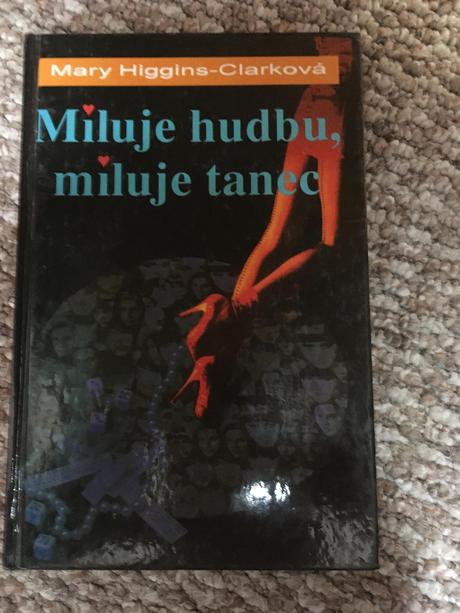 Mary Higgins-Clarková
Miluje hudbu,
miluje tanec